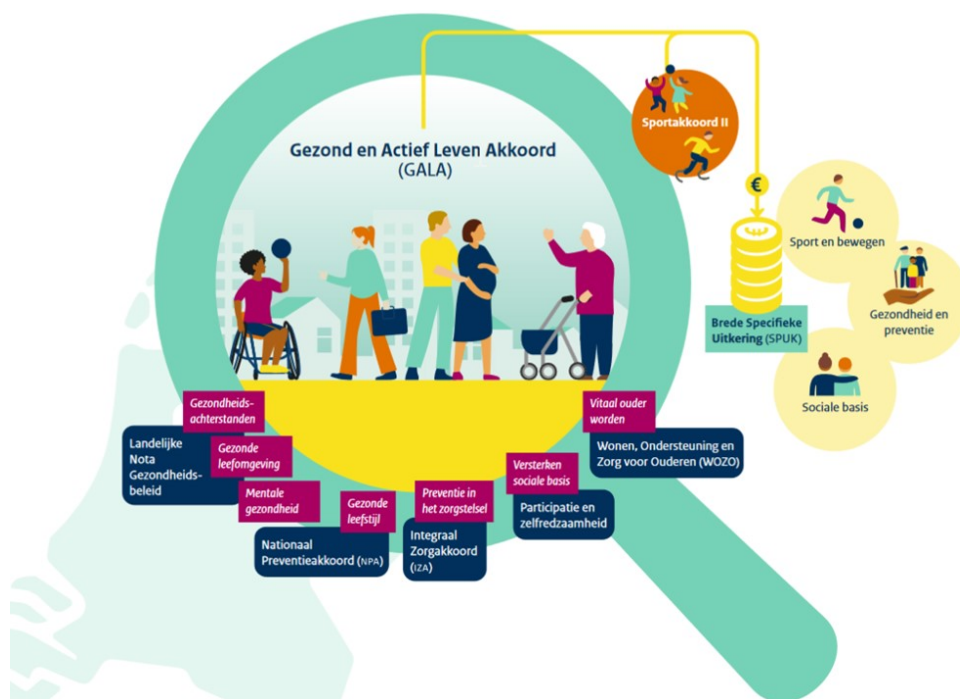 Gezond en Actief Leven Akkoord
(GALA)
Sportakkoord II
€
Sport en bewegen
Gezondheid en
preventie
Sociale basis
Brede Specifieke
Uitkering (SPUK)
Gezondheids-
achterstanden
Landelijke
Nota
Gezondheids-
beleid
Gezonde
leefomgeving
Mentale
gezondheid
Gezonde
leefstijl
Nationaal
Preventieakkoord (NPA)
Preventie in
het zorgstelsel
Integraal
Zorgakkoord
(IZA)
Versterken
sociale basis
Participatie en
zelfredzaamheid
Vitaal ouder
worden
Wonen, Ondersteuning en
Zorg voor Ouderen (WOZO)